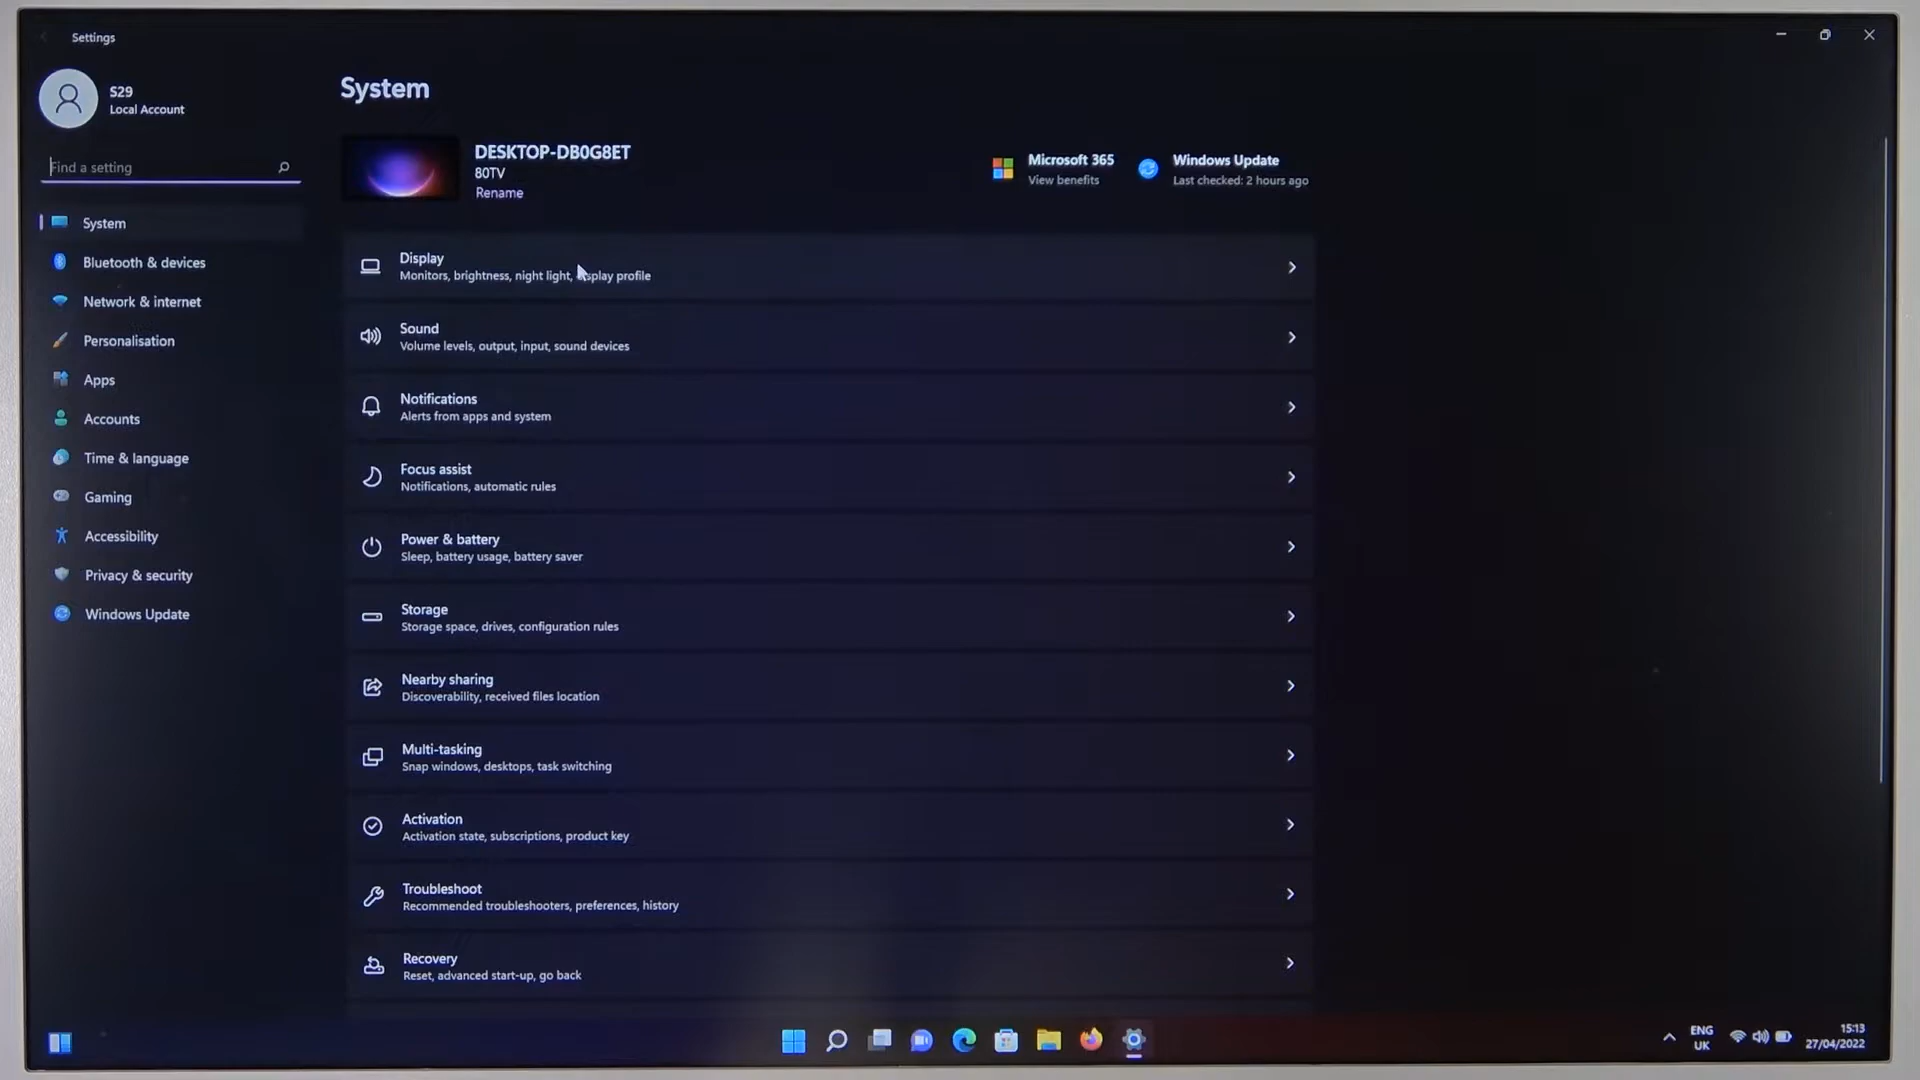 Settings
S29
Local Account
Find a setting
System
Bluetooth & devices
Network & internet
Personalisation
Apps
Accounts
Time & language
Gaming
Accessibility
Privacy & security
Windows Update
System
DESKTOP-DB0G8ET
80TV
Rename
Microsoft 365
View benefits
Windows Update
Last checked: 2 hours ago
Display
Monitors, brightness, night light, display profile
Sound
Volume levels, output, input, sound devices
Notifications
Alerts from apps and system
Focus assist
Notifications, automatic rules
Power & battery
Sleep, battery usage, battery saver
Storage
Storage space, drives, configuration rules
Nearby sharing
Discoverability, received files location
Multi-tasking
Snap windows, desktops, task switching
Activation
Activation state, subscriptions, product key
Troubleshoot
Recommended troubleshooters, preferences, history
Recovery
Reset, advanced start-up, go back
ENG
UK
15:13
27/04/2022